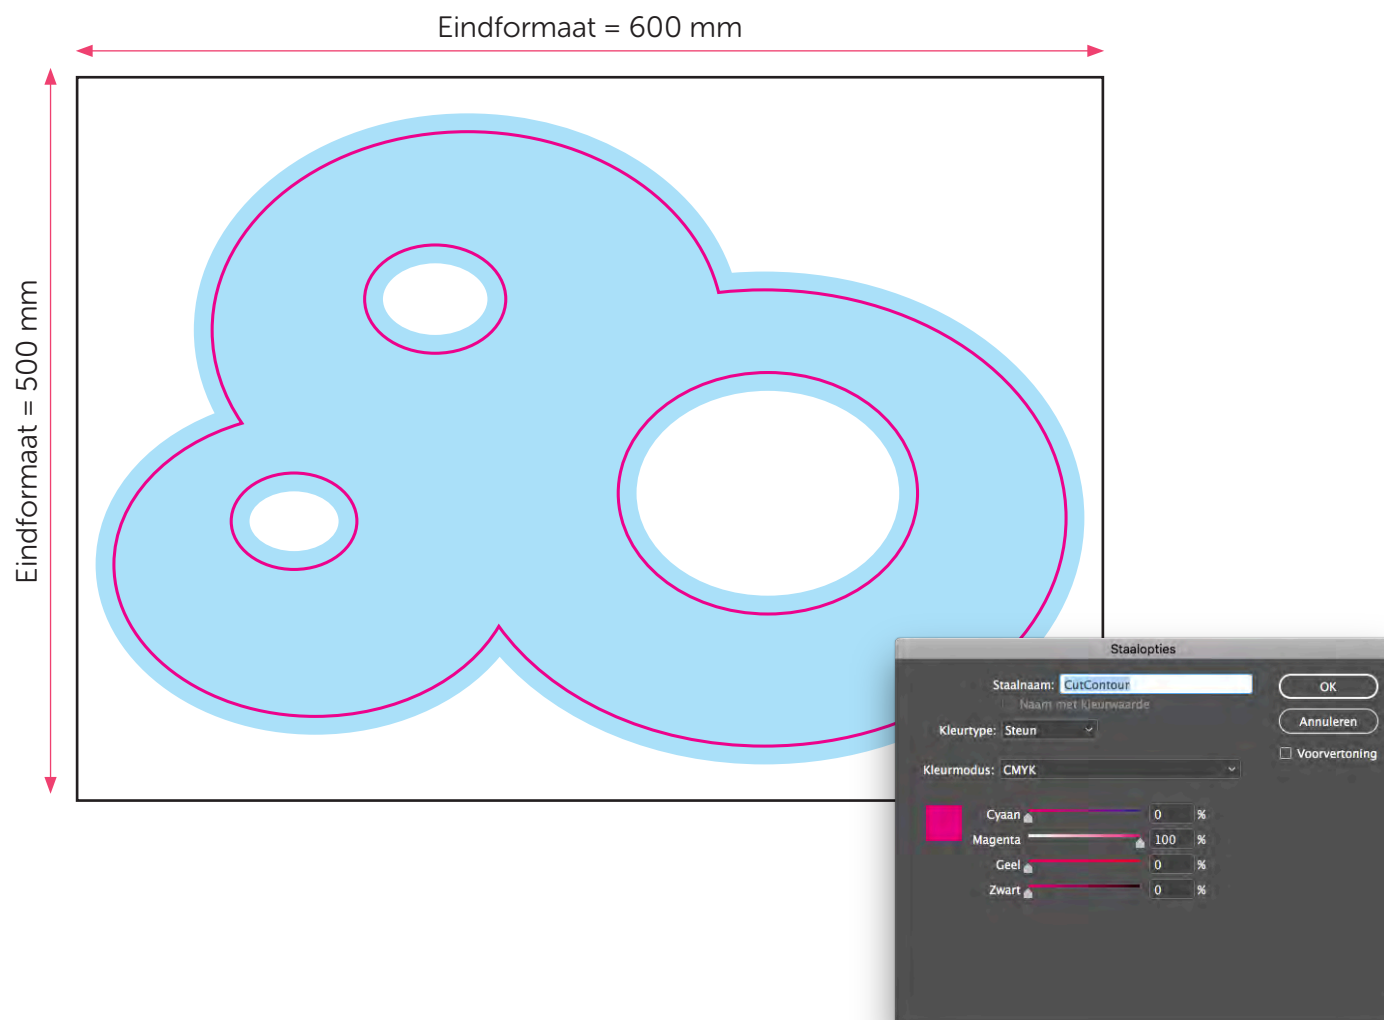 Eindformaat = 600 mm
Eindformaat = 500 mm
Staalopties
Staalnaam: CutContour
Naam met kleurwaarde
Kleurtype: Steun
Kleurmodus: CMYK
Cyaan 0 %
Magenta 100 %
Geel 0 %
Zwart 0 %
OK
Annuleren
Voorvertoning